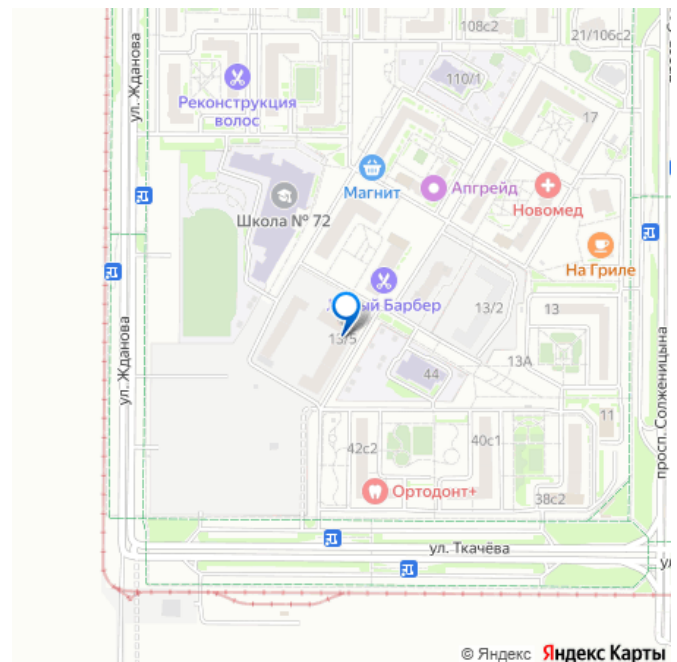 108с2
21/106с2
110/1
ул. Жданова
Реконструкция
волос
17
Магнит
Апгрейд
Новомед
Школа № 72
На Гриле
ый Барбер
13/2
13
13/5
13А
44
ул. Жданова
просп. Солженицына
11
42с2
40с1
Ортодонт+
38с2
ул. Ткачёва
© Яндекс Яндекс Карты